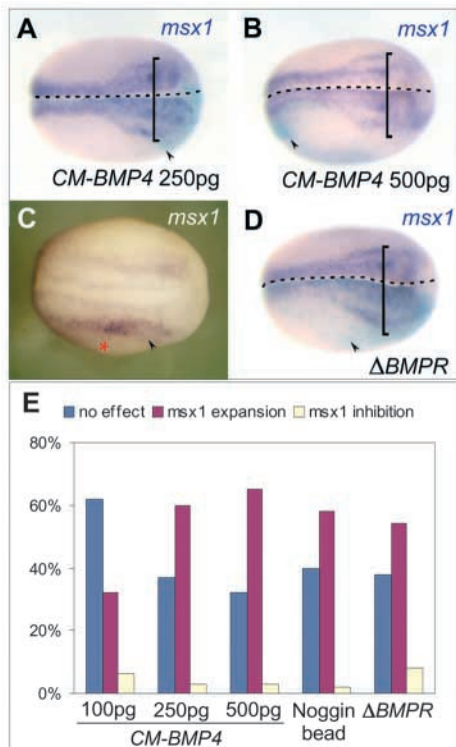 A
msx1
CM-BMP4 250pg
B
msx1
CM-BMP4 500pg
C
msx1
*
D
msx1
ΔBMPR
E
no effect msx1 expansion msx1 inhibition
80%
60%
40%
20%
0%
100pg 250pg 500pg Noggin bead ΔBMPR
CM-BMP4